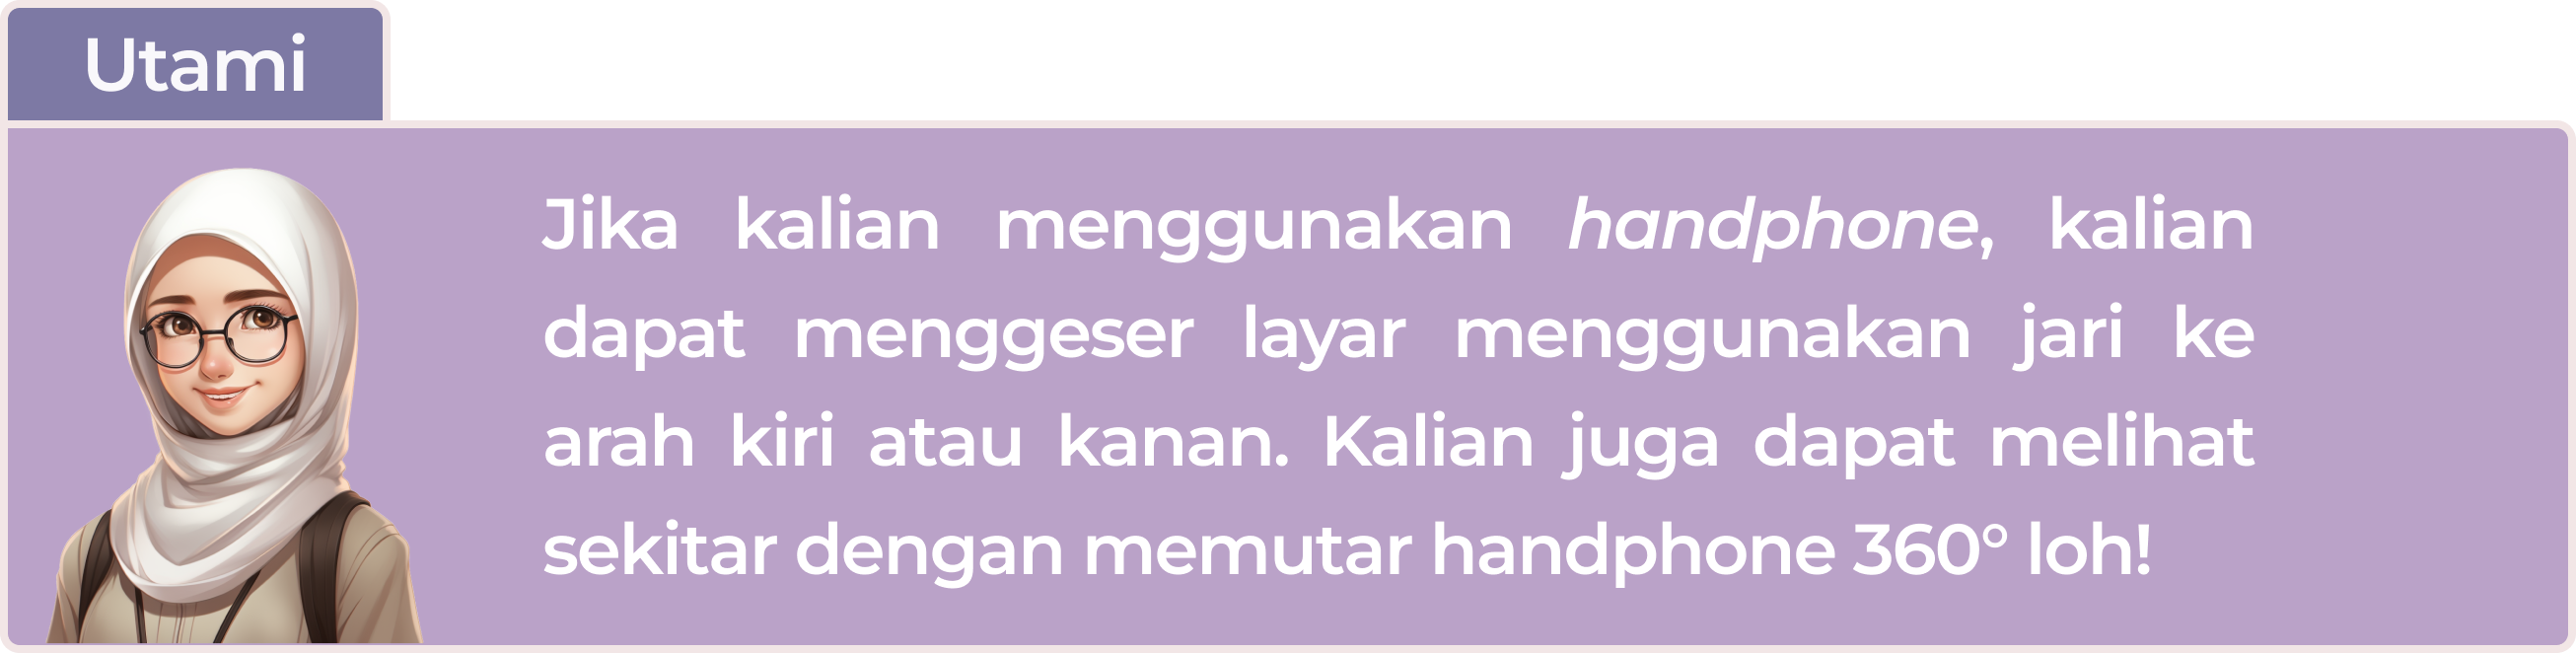 Utami
Jika kalian menggunakan handphone, kalian
dapat menggeser layar menggunakan jari ke
arah kiri atau kanan. Kalian juga dapat melihat
sekitar dengan memutar handphone 360° loh!